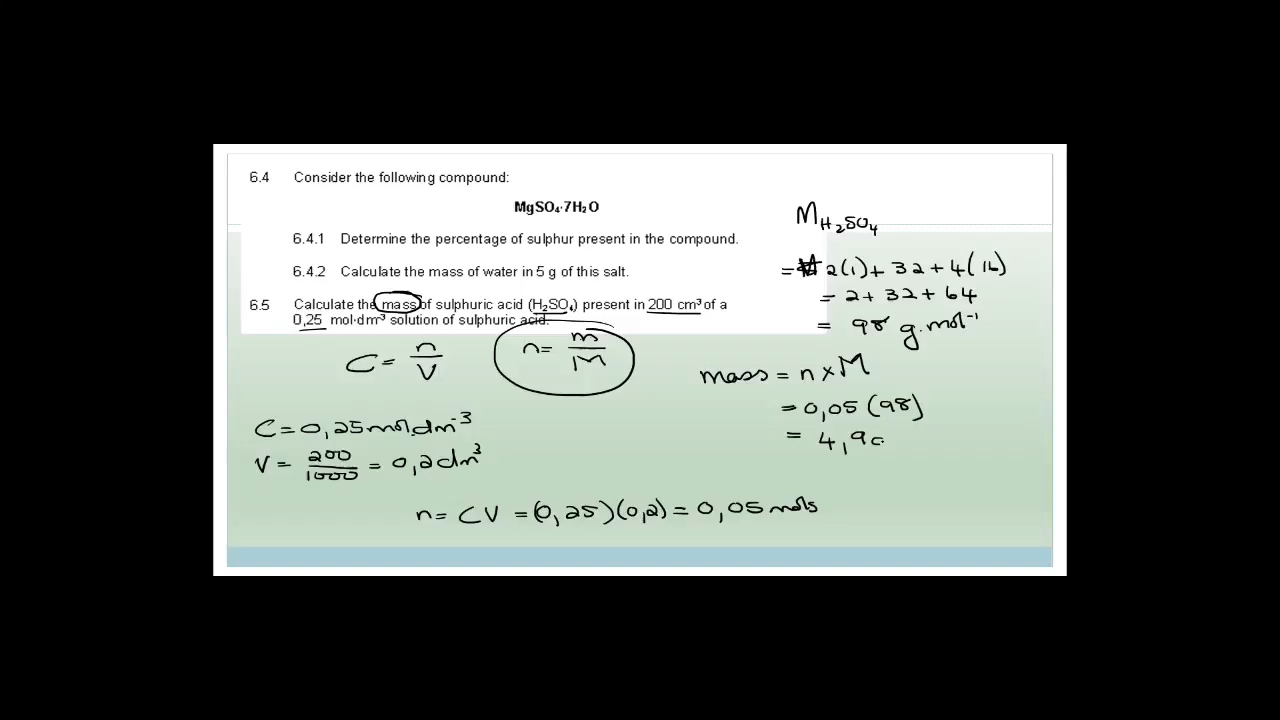 6.4 Consider the following compound:
MgSO₄·7H₂O
6.4.1 Determine the percentage of sulphur present in the compound.
6.4.2 Calculate the mass of water in 5 g of this salt.
6.5 Calculate the mass of sulphuric acid (H₂SO₄) present in 200 cm³ of a
0,25 mol·dm⁻³ solution of sulphuric acid.
C = n/V
n = m/M
C = 0,25 mol.dm⁻³
V = 200/1000 = 0,2 dm³
n = CV = (0,25)(0,2) = 0,05 mols
M H₂SO₄
= 2(1) + 32 + 4(16)
= 2 + 32 + 64
= 98 g.mol⁻¹
mass = n × M
= 0,05 (98)
= 4,9